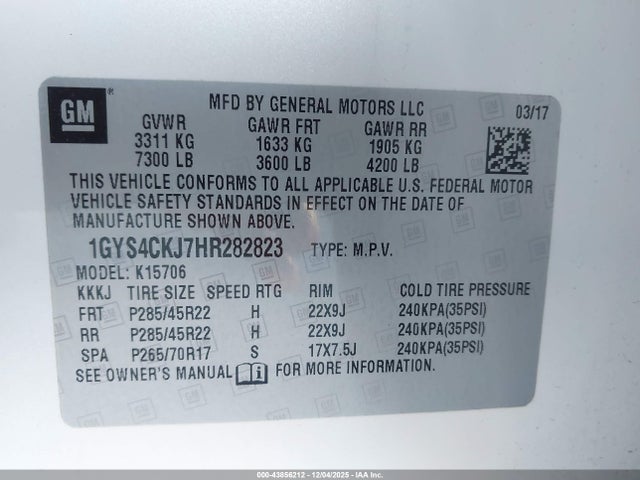 GM®
MFD BY GENERAL MOTORS LLC 03/17
GVWR GAWR FRT GAWR RR
3311 KG 1633 KG 1905 KG
7300 LB 3600 LB 4200 LB
THIS VEHICLE CONFORMS TO ALL APPLICABLE U.S. FEDERAL MOTOR
VEHICLE SAFETY STANDARDS IN EFFECT ON THE DATE OF
MANUFACTURE SHOWN ABOVE.
1GYS4CKJ7HR282823 TYPE: M.P.V.
MODEL: K15706
KKKJ TIRE SIZE SPEED RTG RIM COLD TIRE PRESSURE
FRT P285/45R22 H 22X9J 240KPA(35PSI)
RR P285/45R22 H 22X9J 240KPA(35PSI)
SPA P265/70R17 S 17X7.5J 240KPA(35PSI)
SEE OWNER'S MANUAL FOR MORE INFORMATION.
000-43856212 - 12/04/2025 - IAAI, Inc.